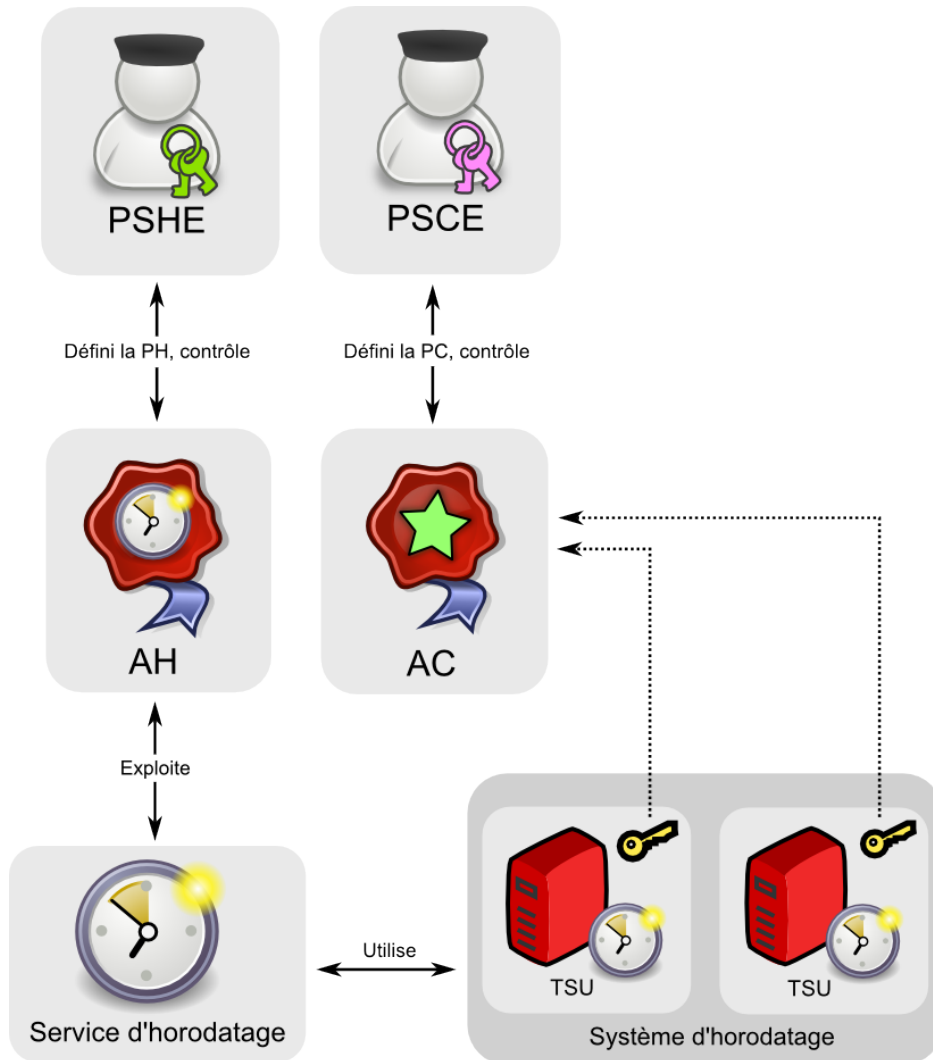 PSHE
PSCE
Défini la PH, contrôle
Défini la PC, contrôle
AH
AC
Exploite
Utilise
TSU
TSU
Service d'horodatage
Système d'horodatage